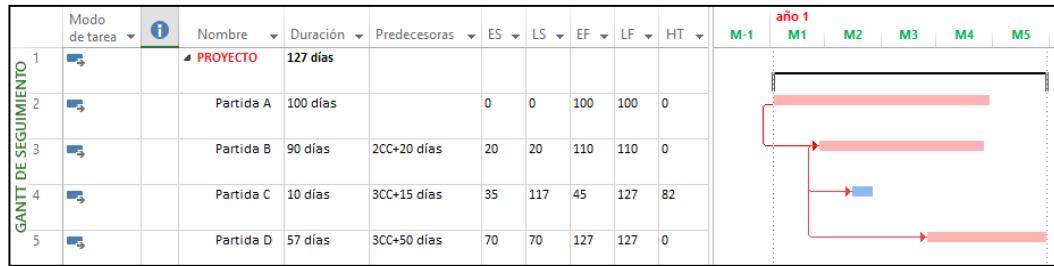 Modo de tarea Nombre Duración Predecesoras ES LS EF LF HT
año 1
M-1 M1 M2 M3 M4 M5
GANTT DE SEGUIMIENTO
1 PROYECTO 127 días
2 Partida A 100 días 0 0 100 100 0
3 Partida B 90 días 2CC+20 días 20 20 110 110 0
4 Partida C 10 días 3CC+15 días 35 117 45 127 82
5 Partida D 57 días 3CC+50 días 70 70 127 127 0